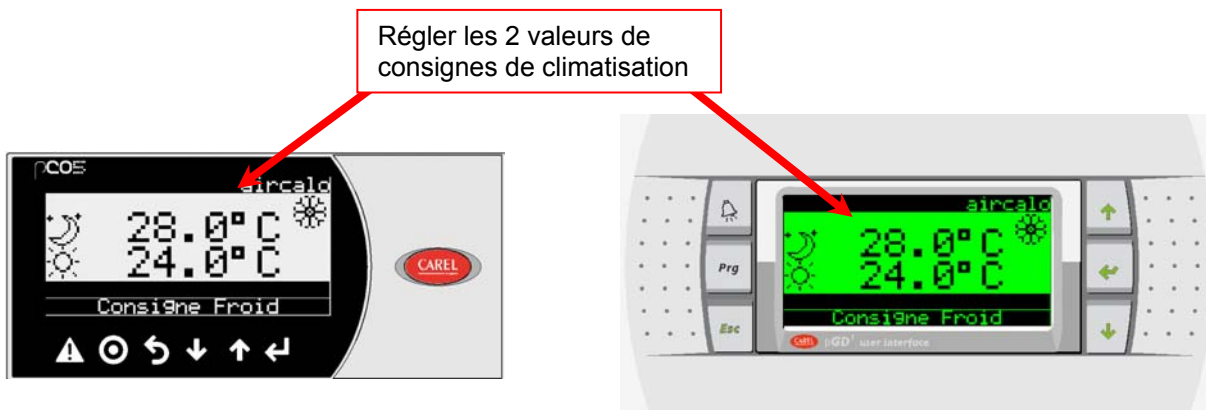 Régler les 2 valeurs de
consignes de climatisation
pCO5
aircalo
28.0°C
24.0°C
Consigne Froid
CAREL
aircalo
28.0°C
24.0°C
Consigne Froid
Prg
Esc
CAREL pGD¹ user interface